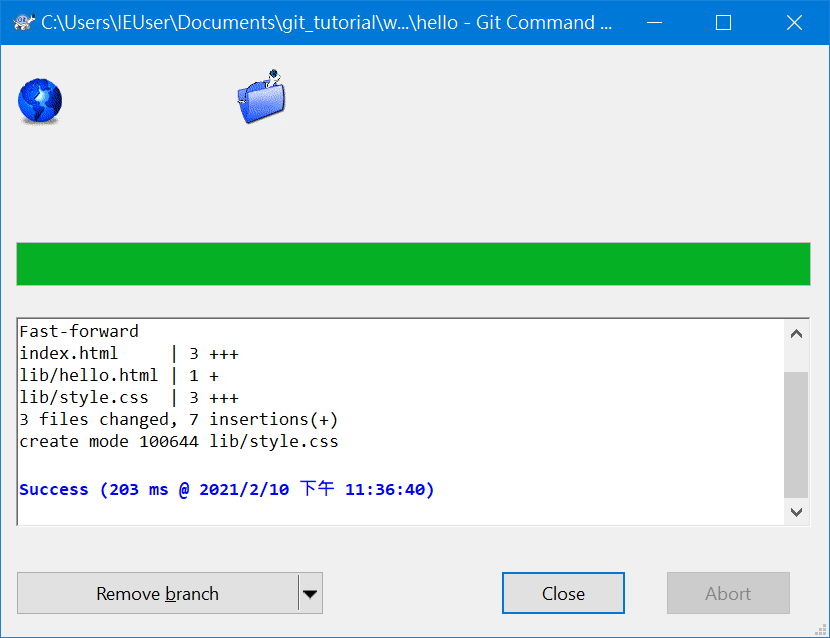 C:\Users\IEUser\Documents\git_tutorial\w...\hello - Git Command ...
Fast-forward
index.html     | 3 +++
lib/hello.html | 1 +
lib/style.css  | 3 +++
3 files changed, 7 insertions(+)
create mode 100644 lib/style.css
Success (203 ms @ 2021/2/10 下午 11:36:40)
Remove branch
Close
Abort